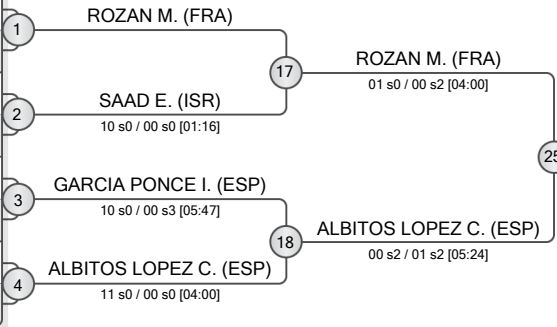 1
ROZAN M. (FRA)
17
ROZAN M. (FRA)
01 s0 / 00 s2 [04:00]
2
SAAD E. (ISR)
10 s0 / 00 s0 [01:16]
25
3
GARCIA PONCE I. (ESP)
10 s0 / 00 s3 [05:47]
18
ALBITOS LOPEZ C. (ESP)
00 s2 / 01 s2 [05:24]
4
ALBITOS LOPEZ C. (ESP)
11 s0 / 00 s0 [04:00]